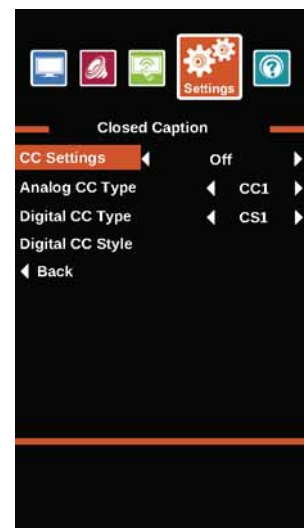 Settings
Closed Caption
CC Settings Off
Analog CC Type CC1
Digital CC Type CS1
Digital CC Style
Back